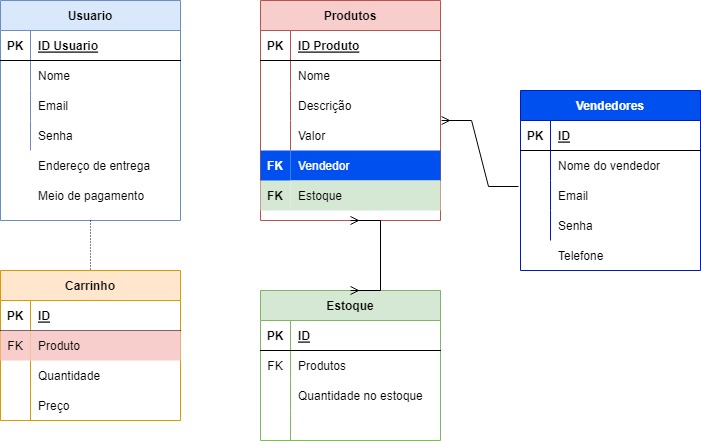 Usuario
PK ID Usuario
Nome
Email
Senha
Endereço de entrega
Meio de pagamento
Carrinho
PK ID
FK Produto
Quantidade
Preço
Produtos
PK ID Produto
Nome
Descrição
Valor
FK Vendedor
FK Estoque
Estoque
PK ID
FK Produtos
Quantidade no estoque
Vendedores
PK ID
Nome do vendedor
Email
Senha
Telefone